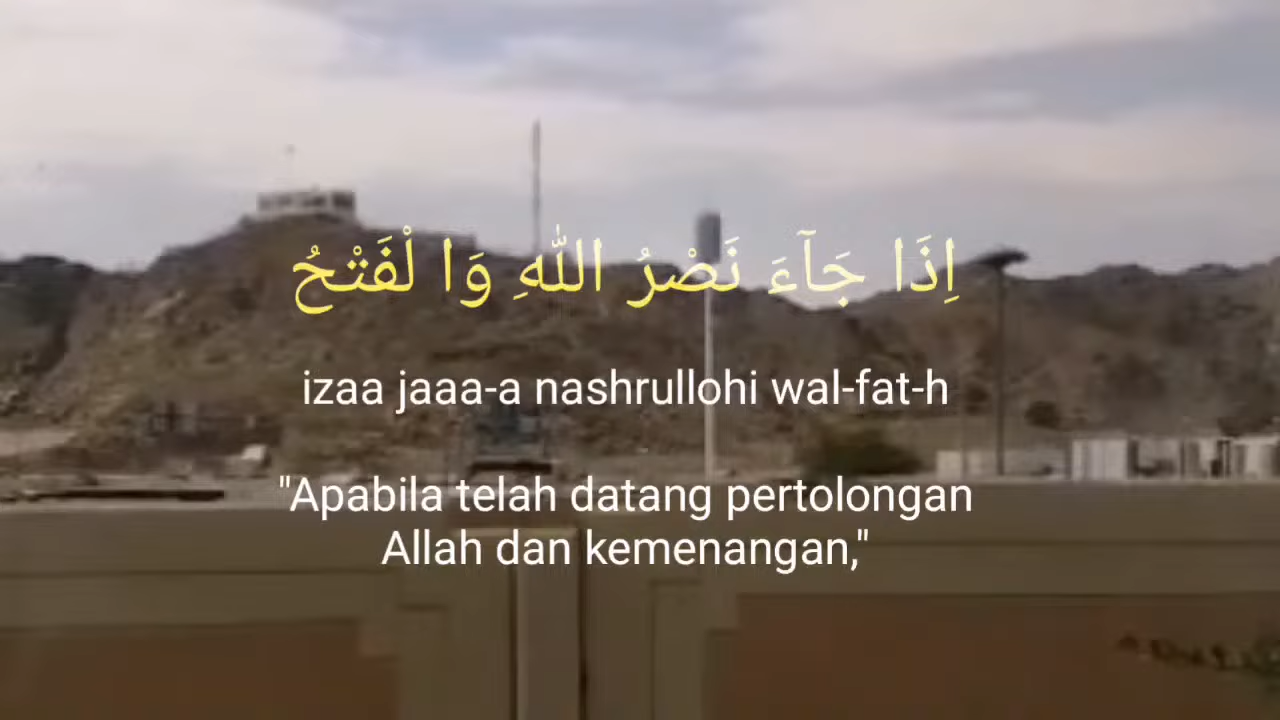 اِذَا جَآءَ نَصْرُ اللّٰهِ وَا لْفَتْحُ
izaa jaaa-a nashrullohi wal-fat-h
"Apabila telah datang pertolongan
Allah dan kemenangan,"